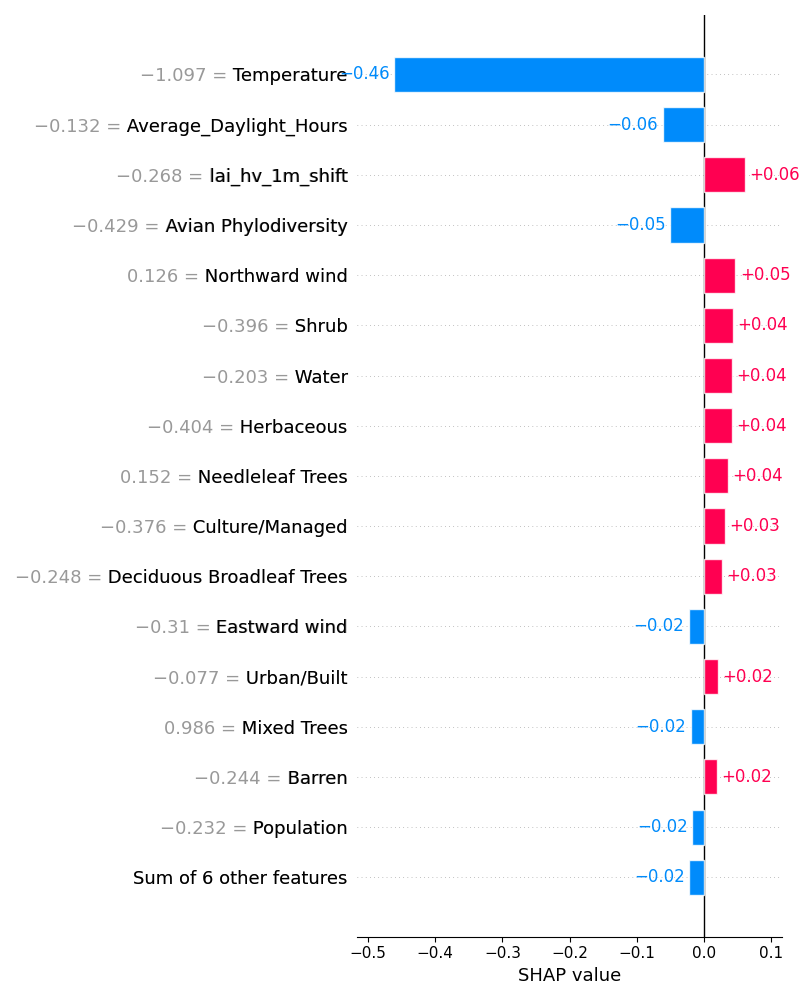 −1.097 = Temperature −0.46
−0.132 = Average_Daylight_Hours −0.06
−0.268 = lai_hv_1m_shift +0.06
−0.429 = Avian Phylodiversity −0.05
0.126 = Northward wind +0.05
−0.396 = Shrub +0.04
−0.203 = Water +0.04
−0.404 = Herbaceous +0.04
0.152 = Needleleaf Trees +0.04
−0.376 = Culture/Managed +0.03
−0.248 = Deciduous Broadleaf Trees +0.03
−0.31 = Eastward wind −0.02
−0.077 = Urban/Built +0.02
0.986 = Mixed Trees −0.02
−0.244 = Barren +0.02
−0.232 = Population −0.02
Sum of 6 other features −0.02
−0.5 −0.4 −0.3 −0.2 −0.1 0.0 0.1
SHAP value